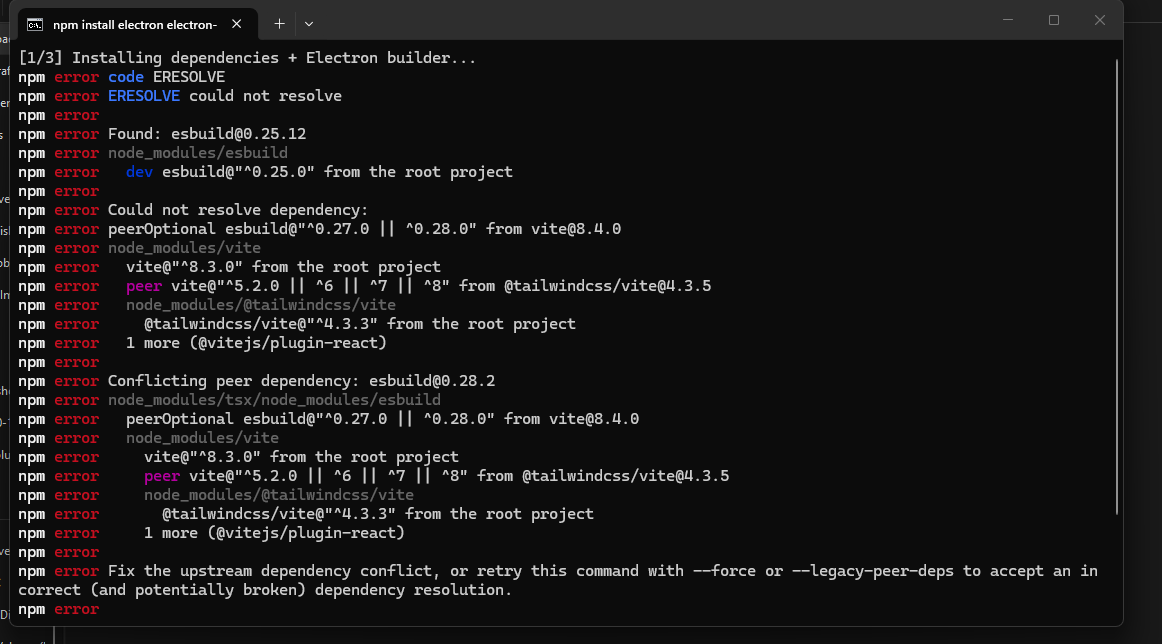 npm install electron electron-
[1/3] Installing dependencies + Electron builder...
npm error code ERESOLVE
npm error ERESOLVE could not resolve
npm error
npm error Found: esbuild@0.25.12
npm error node_modules/esbuild
npm error   dev esbuild@"^0.25.0" from the root project
npm error
npm error Could not resolve dependency:
npm error peerOptional esbuild@"^0.27.0 || ^0.28.0" from vite@8.4.0
npm error node_modules/vite
npm error   vite@"^8.3.0" from the root project
npm error   peer vite@"^5.2.0 || ^6 || ^7 || ^8" from @tailwindcss/vite@4.3.5
npm error   node_modules/@tailwindcss/vite
npm error     @tailwindcss/vite@"^4.3.3" from the root project
npm error   1 more (@vitejs/plugin-react)
npm error
npm error Conflicting peer dependency: esbuild@0.28.2
npm error node_modules/tsx/node_modules/esbuild
npm error   peerOptional esbuild@"^0.27.0 || ^0.28.0" from vite@8.4.0
npm error   node_modules/vite
npm error     vite@"^8.3.0" from the root project
npm error     peer vite@"^5.2.0 || ^6 || ^7 || ^8" from @tailwindcss/vite@4.3.5
npm error     node_modules/@tailwindcss/vite
npm error       @tailwindcss/vite@"^4.3.3" from the root project
npm error     1 more (@vitejs/plugin-react)
npm error
npm error Fix the upstream dependency conflict, or retry this command with --force or --legacy-peer-deps to accept an in
correct (and potentially broken) dependency resolution.
npm error